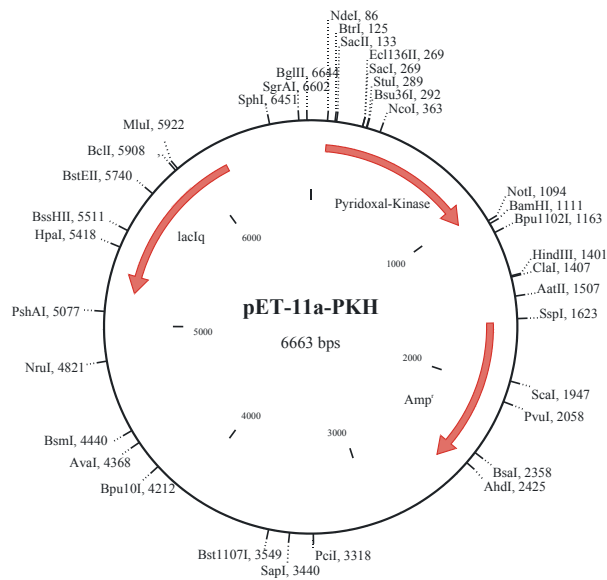 NdeI, 86
BtrI, 125
SacII, 133
Ecl136II, 269
SacI, 269
StuI, 289
Bsu36I, 292
NcoI, 363
NotI, 1094
BamHI, 1111
Bpu1102I, 1163
HindIII, 1401
ClaI, 1407
AatII, 1507
SspI, 1623
ScaI, 1947
PvuI, 2058
BsaI, 2358
AhdI, 2425
PciI, 3318
SapI, 3440
Bst1107I, 3549
Bpu10I, 4212
AvaI, 4368
BsmI, 4440
NruI, 4821
PshAI, 5077
HpaI, 5418
BssHII, 5511
BstEII, 5740
BclI, 5908
MluI, 5922
SphI, 6451
SgrAI, 6602
BglII, 6644
Pyridoxal-Kinase
lacIq
Ampr
1000
2000
3000
4000
5000
6000
pET-11a-PKH
6663 bps